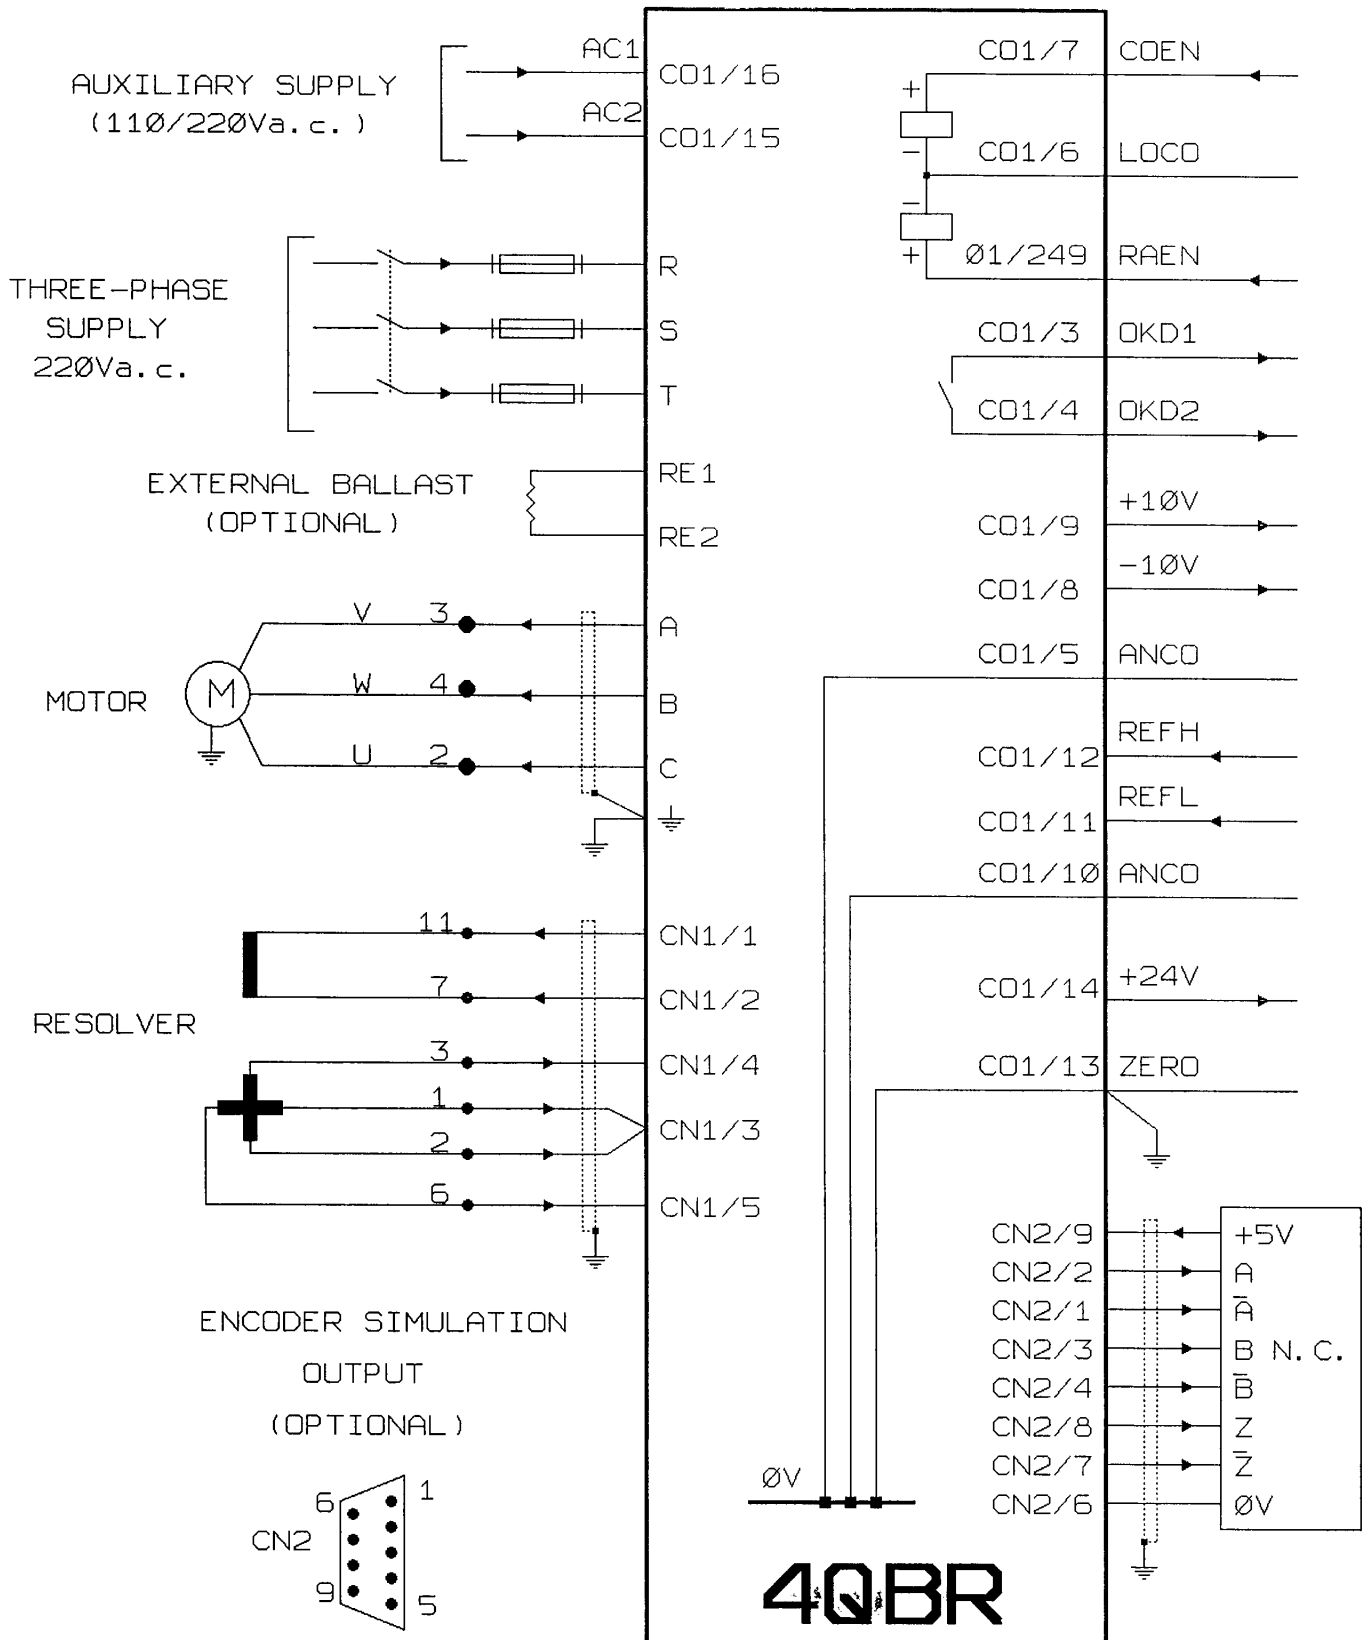 AC1
AUXILIARY SUPPLY
(110/220Va.c.)
CO1/16
AC2
CO1/15
THREE-PHASE
SUPPLY
220Va.c.
R
S
T
EXTERNAL BALLAST
(OPTIONAL)
RE1
RE2
MOTOR
M
V 3 A
W 4 B
U 2 C
RESOLVER
11 CN1/1
7 CN1/2
3 CN1/4
1
CN1/3
2
6 CN1/5
ENCODER SIMULATION
OUTPUT
(OPTIONAL)
CN2
6
1
9
5
CO1/7 COEN
+
-
CO1/6 LOCO
-
+
Ø1/249 RAEN
CO1/3 OKD1
CO1/4 OKD2
CO1/9 +10V
CO1/8 -10V
CO1/5 ANCO
CO1/12 REFH
CO1/11 REFL
CO1/10 ANCO
CO1/14 +24V
CO1/13 ZERO
CN2/9 +5V
CN2/2 A
CN2/1 A̅
CN2/3 B N.C.
CN2/4 B̅
CN2/8 Z
CN2/7 Z̅
CN2/6 ØV
ØV
4QBR